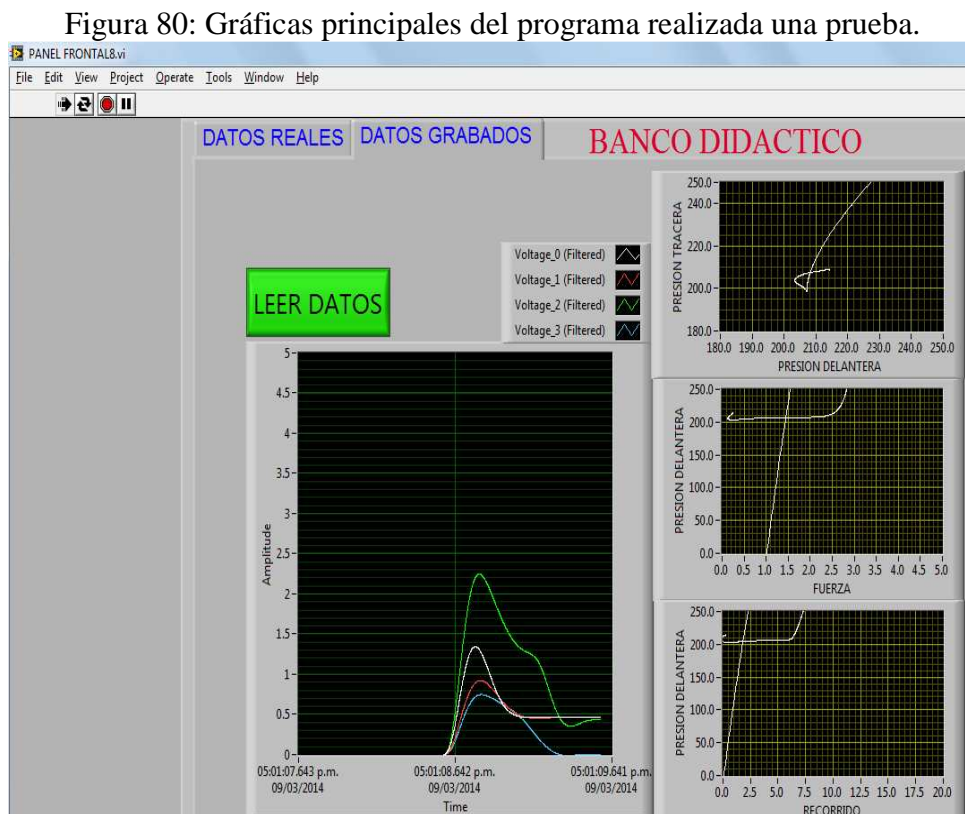 Figura 80: Gráficas principales del programa realizada una prueba.
PANEL FRONTAL8.vi
File Edit View Project Operate Tools Window Help
DATOS REALES DATOS GRABADOS BANCO DIDACTICO
LEER DATOS
Voltage_0 (Filtered)
Voltage_1 (Filtered)
Voltage_2 (Filtered)
Voltage_3 (Filtered)
Amplitude
5
4.5
4
3.5
3
2.5
2
1.5
1
0.5
0
05:01:07.643 p.m. 05:01:08.642 p.m. 05:01:09.641 p.m.
09/03/2014 09/03/2014 09/03/2014
Time
PRESION TRACERA
250.0
240.0
220.0
200.0
180.0
180.0 190.0 200.0 210.0 220.0 230.0 240.0 250.0
PRESION DELANTERA
PRESION DELANTERA
250.0
200.0
150.0
100.0
50.0
0.0
0.0 0.5 1.0 1.5 2.0 2.5 3.0 3.5 4.0 4.5 5.0
FUERZA
PRESION DELANTERA
250.0
200.0
150.0
100.0
50.0
0.0
0.0 2.5 5.0 7.5 10.0 12.5 15.0 17.5 20.0
RECORRIDO